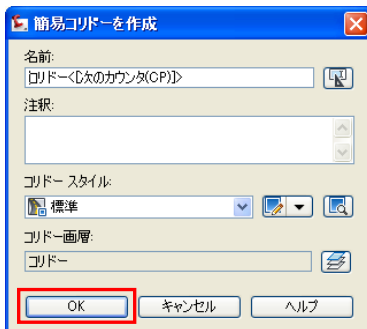 簡易コリドーを作成
名前:
コリドー<[次のカウンタ(CP)]>
注釈:
コリドー スタイル:
標準
コリドー画層:
コリドー
OK キャンセル ヘルプ